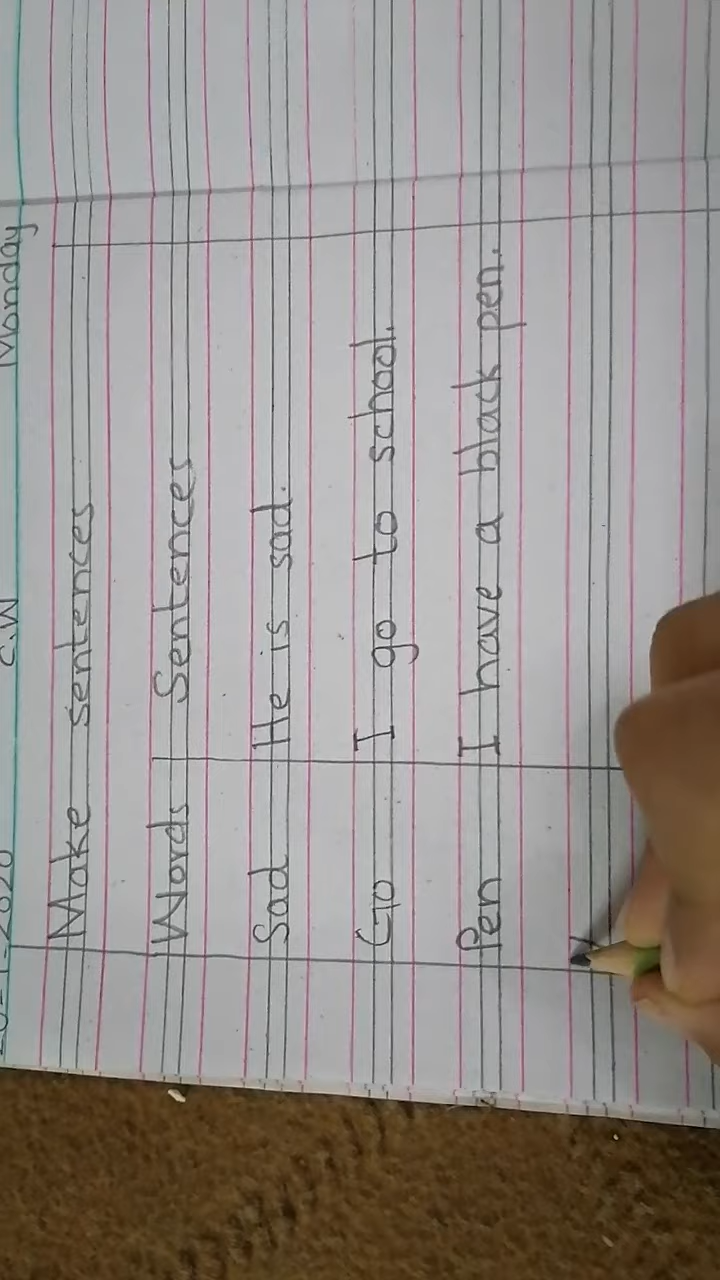 C.W Monday
Make sentences
Words Sentences
Sad He is sad.
Go I go to school.
Pen I have a black pen.